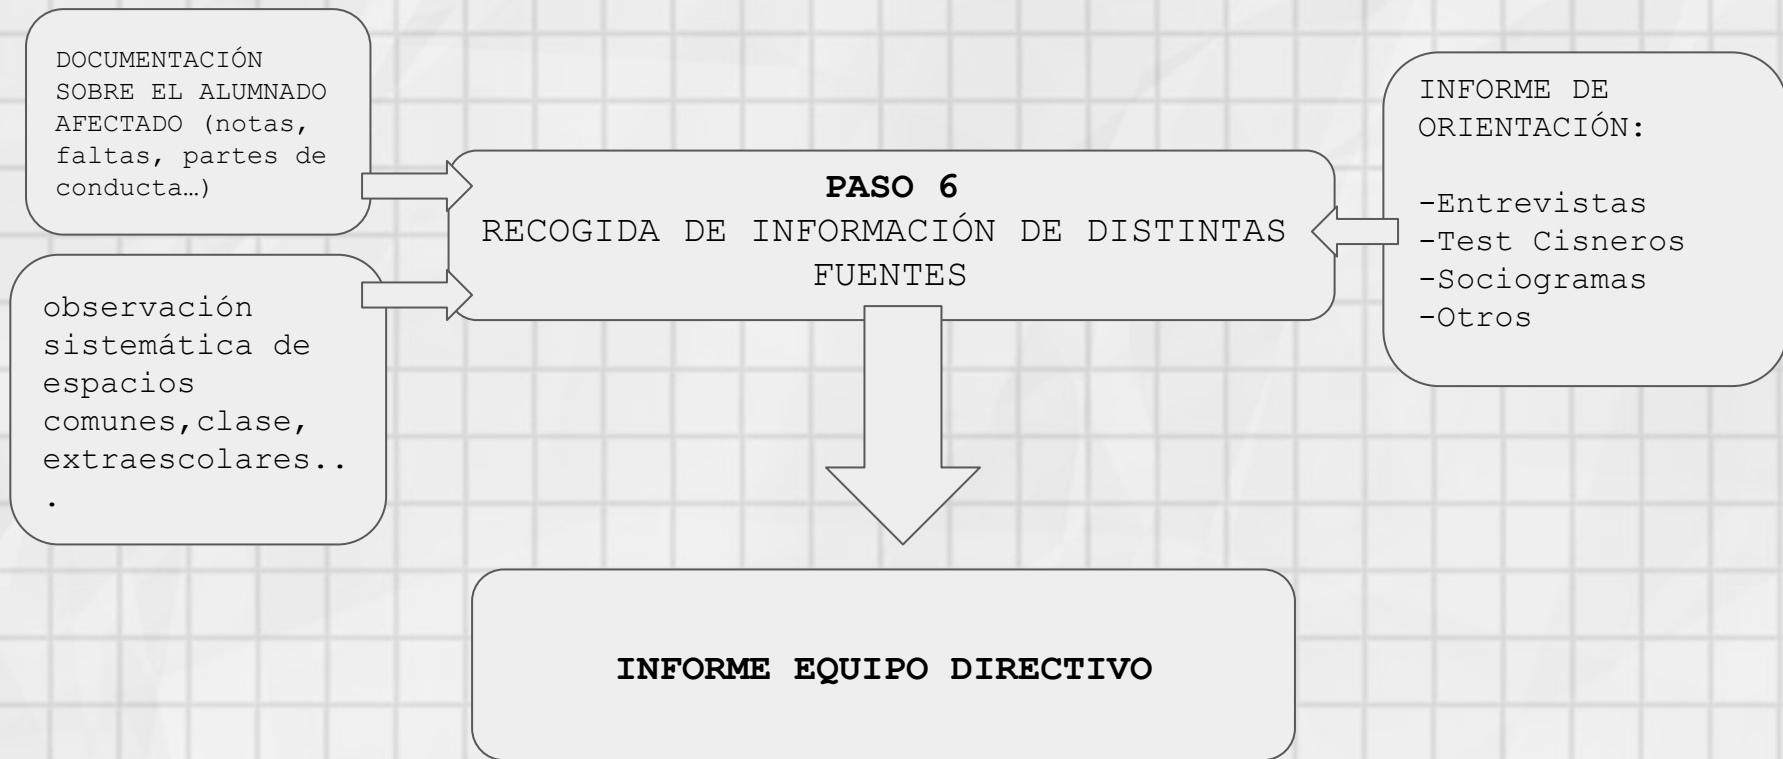 DOCUMENTACIÓN
SOBRE EL ALUMNADO
AFECTADO (notas,
faltas, partes de
conducta…)
observación
sistemática de
espacios
comunes,clase,
extraescolares..
.
PASO 6
RECOGIDA DE INFORMACIÓN DE DISTINTAS
FUENTES
INFORME DE
ORIENTACIÓN:
-Entrevistas
-Test Cisneros
-Sociogramas
-Otros
INFORME EQUIPO DIRECTIVO